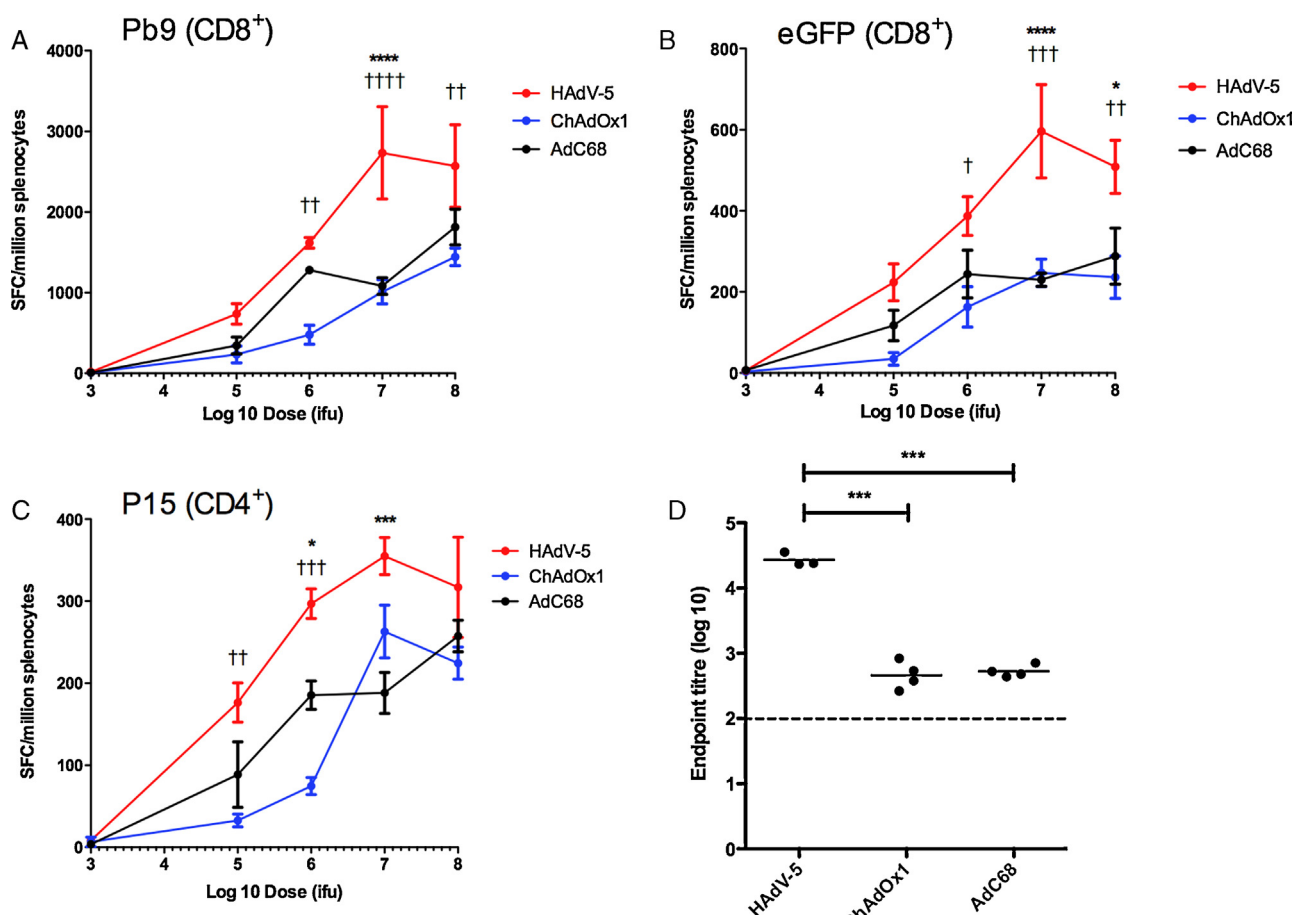 A
Pb9 (CD8+)
4000
3000
2000
1000
0
SFC/million splenocytes
****
††††
††
††
HAdV-5
ChAdOx1
AdC68
3 4 5 6 7 8
Log 10 Dose (ifu)
B
eGFP (CD8+)
800
600
400
200
0
SFC/million splenocytes
****
†††
*
††
†
HAdV-5
ChAdOx1
AdC68
3 4 5 6 7 8
Log 10 Dose (ifu)
C
P15 (CD4+)
400
300
200
100
0
SFC/million splenocytes
***
*
†††
††
HAdV-5
ChAdOx1
AdC68
3 4 5 6 7 8
Log 10 Dose (ifu)
D
***
***
5
4
3
2
1
0
Endpoint titre (log 10)
HAdV-5
ChAdOx1
AdC68